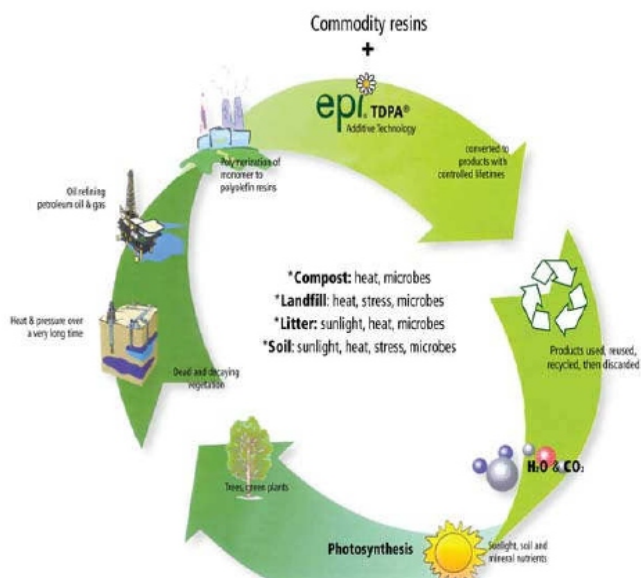 Commodity resins
+
epi. TDPA®
Additive Technology
converted to
products with
controlled lifetimes
Polymerization of
monomer to
polyolefin resins
Oil refining
petroleum oil & gas
Heat & pressure over
a very long time
Dead and decaying
vegetation
*Compost: heat, microbes
*Landfill: heat, stress, microbes
*Litter: sunlight, heat, microbes
*Soil: sunlight, heat, stress, microbes
Products used, reused,
recycled, then discarded
H₂O & CO₂
Trees, green plants
Photosynthesis
Sunlight, soil and
mineral nutrients